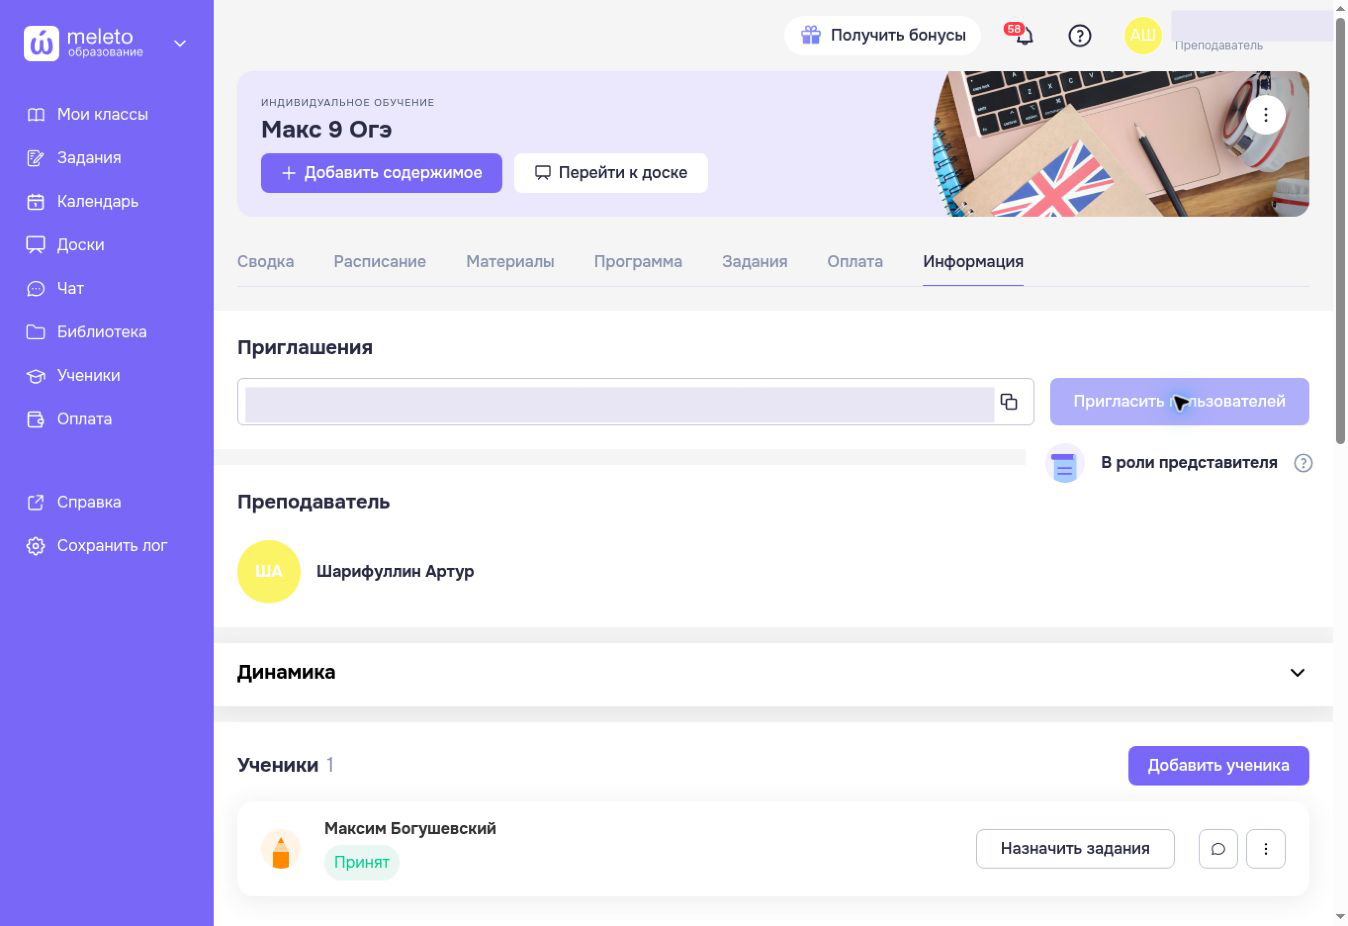 meleto
образование
Мои классы
Задания
Календарь
Доски
Чат
Библиотека
Ученики
Оплата
Справка
Сохранить лог
Получить бонусы
58
АШ
Преподаватель
ИНДИВИДУАЛЬНОЕ ОБУЧЕНИЕ
Макс 9 Огэ
Добавить содержимое
Перейти к доске
Сводка
Расписание
Материалы
Программа
Задания
Оплата
Информация
Приглашения
Пригласить пользователей
В роли представителя
Преподаватель
ША
Шарифуллин Артур
Динамика
Ученики 1
Добавить ученика
Максим Богушевский
Принят
Назначить задания